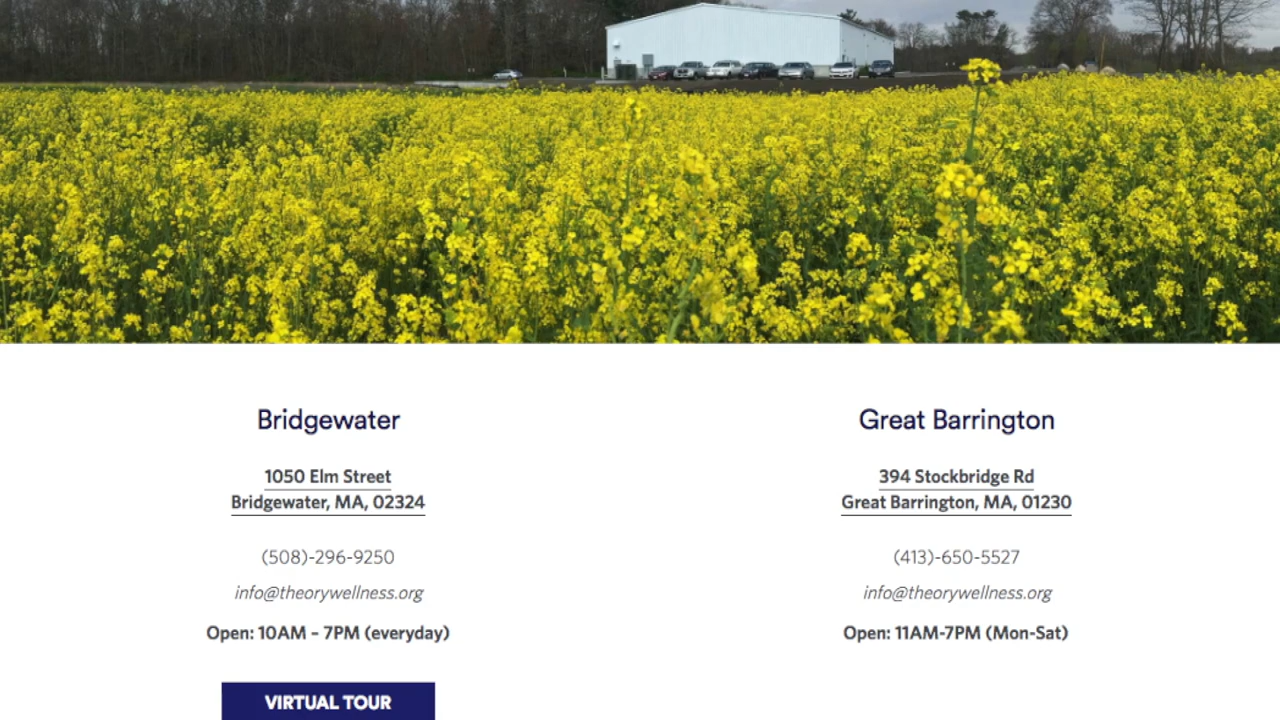 Bridgewater
1050 Elm Street
Bridgewater, MA, 02324
(508)-296-9250
info@theorywellness.org
Open: 10AM – 7PM (everyday)
VIRTUAL TOUR
Great Barrington
394 Stockbridge Rd
Great Barrington, MA, 01230
(413)-650-5527
info@theorywellness.org
Open: 11AM-7PM (Mon-Sat)